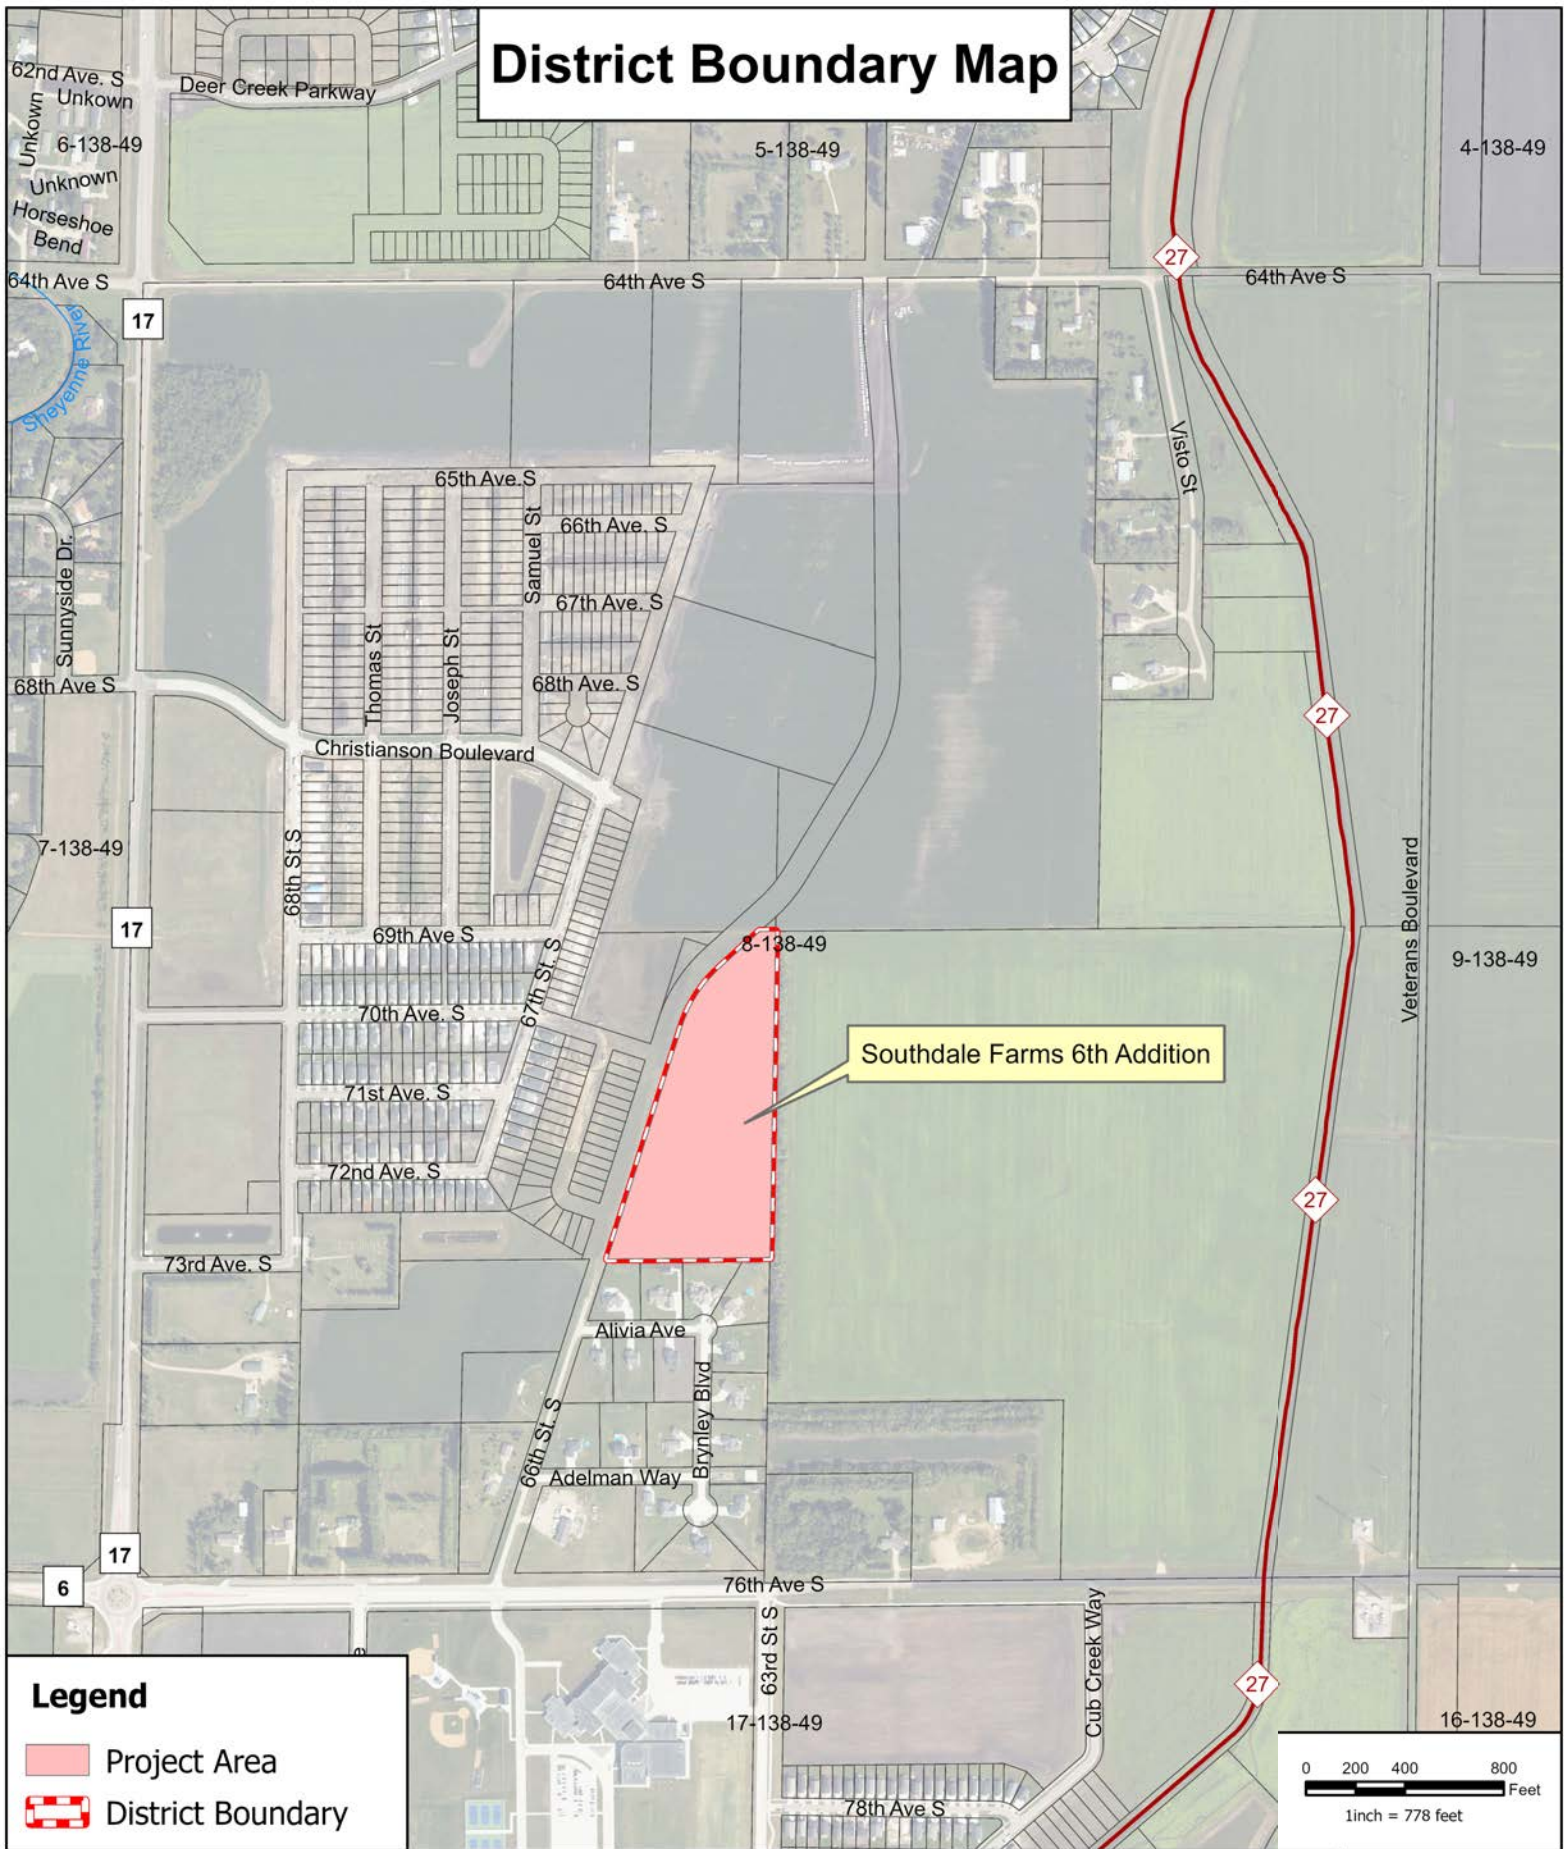 District Boundary Map
62nd Ave. S
Unkown
Deer Creek Parkway
Unkown
6-138-49
5-138-49
4-138-49
Unknown
Horseshoe
Bend
27
64th Ave S
64th Ave S
64th Ave S
17
Sheyenne River
65th Ave.S
Visto St
Samuel St
66th Ave. S
Sunnyside Dr.
67th Ave. S
Thomas St
Joseph St
68th Ave S
68th Ave. S
27
Christianson Boulevard
7-138-49
68th St.S
Veterans Boulevard
17
69th Ave S
8-138-49
9-138-49
67th St. S
70th Ave. S
Southdale Farms 6th Addition
71st Ave. S
72nd Ave. S
27
73rd Ave. S
Alivia Ave
Brynley Blvd
66th St. S
Adelman Way
17
6
76th Ave S
63rd St S
Cub Creek Way
e
27
17-138-49
16-138-49
78th Ave S
Legend
Project Area
District Boundary
0 200 400 800
Feet
1inch = 778 feet